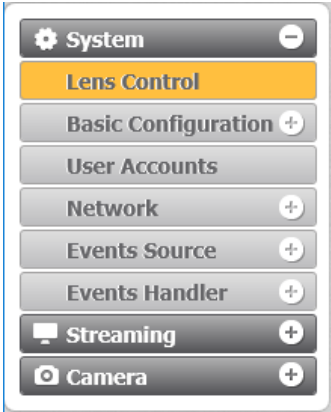 System
Lens Control
Basic Configuration
User Accounts
Network
Events Source
Events Handler
Streaming
Camera